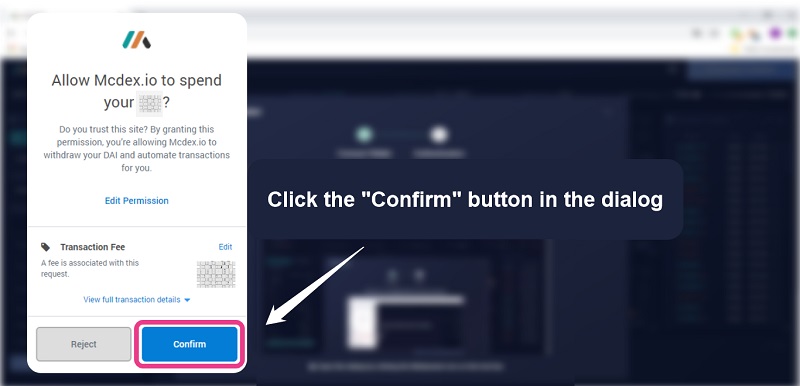 Allow Mcdex.io to spend
your ?
Do you trust this site? By granting this
permission, you're allowing Mcdex.io to
withdraw your DAI and automate transactions
for you.
Edit Permission
Transaction Fee Edit
A fee is associated with this
request.
View full transaction details
Reject Confirm
Click the "Confirm" button in the dialog